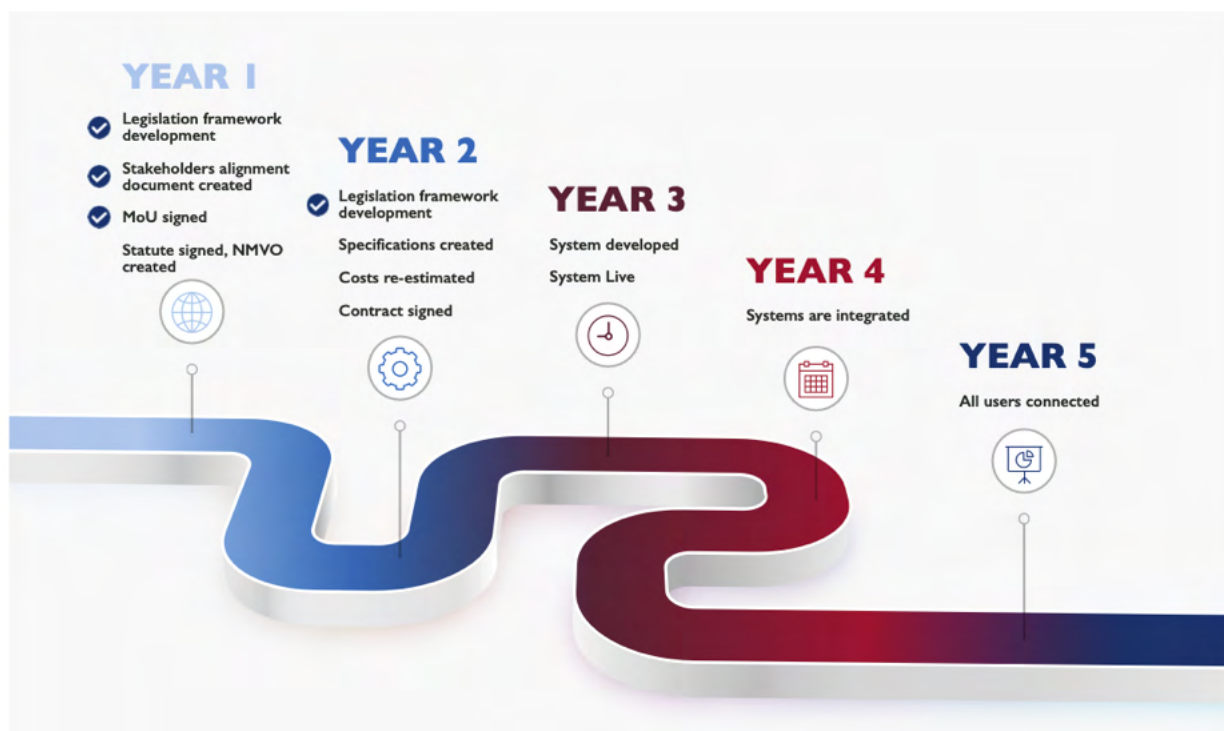 YEAR 1
Legislation framework
development
Stakeholders alignment
document created
MoU signed
Statute signed, NMVO
created
YEAR 2
Legislation framework
development
Specifications created
Costs re-estimated
Contract signed
YEAR 3
System developed
System Live
YEAR 4
Systems are integrated
YEAR 5
All users connected